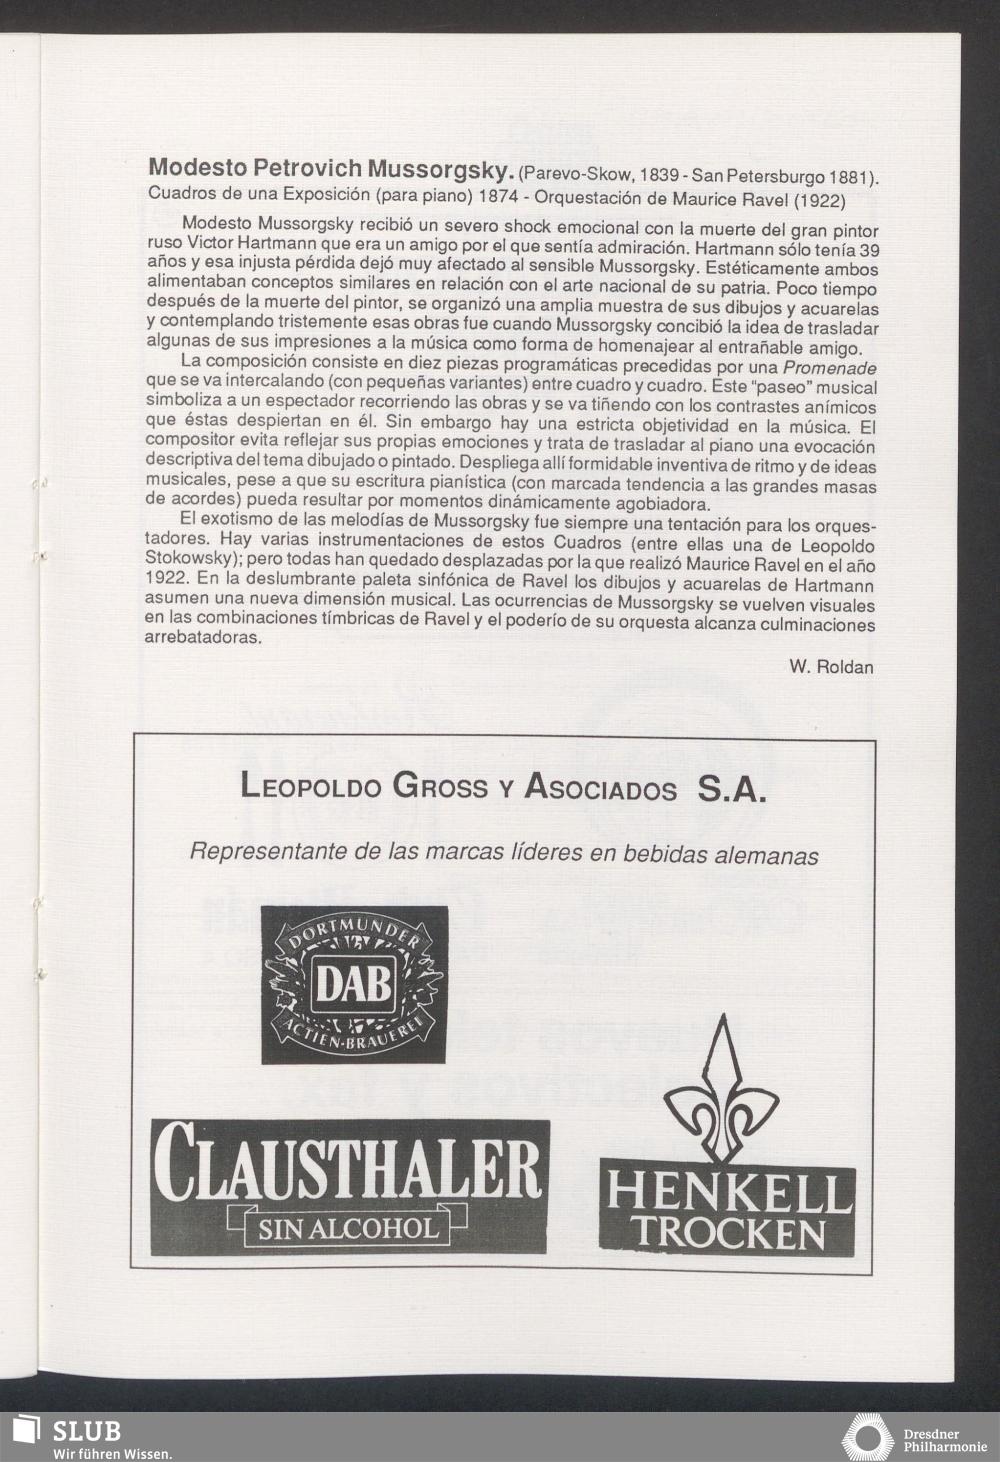 Modesto Petrovich Mussorgsky. (Parevo-Skow, 1839 - San Petersburgo 1881).
Cuadros de una Exposición (para piano) 1874 - Orquestación de Maurice Ravel (1922)
Modesto Mussorgsky recibió un severo shock emocional con la muerte del gran pintor
ruso Victor Hartmann que era un amigo por el que sentía admiración. Hartmann sólo tenía 39
años y esa injusta pérdida dejó muy afectado al sensible Mussorgsky. Estéticamente ambos
alimentaban conceptos similares en relación con el arte nacional de su patria. Poco tiempo
después de la muerte del pintor, se organizó una amplia muestra de sus dibujos y acuarelas
y contemplando tristemente esas obras fue cuando Mussorgsky concibió la idea de trasladar
algunas de sus impresiones a la música como forma de homenajear al entrañable amigo.
La composición consiste en diez piezas programáticas precedidas por una Promenade
que se va intercalando (con pequeñas variantes) entre cuadro y cuadro. Este "paseo" musical
simboliza a un espectador recorriendo las obras y se va tiñendo con los contrastes anímicos
que éstas despiertan en él. Sin embargo hay una estricta objetividad en la música. El
compositor evita reflejar sus propias emociones y trata de trasladar al piano una evocación
descriptiva del tema dibujado o pintado. Despliega allí formidable inventiva de ritmo y de ideas
musicales, pese a que su escritura pianística (con marcada tendencia a las grandes masas
de acordes) pueda resultar por momentos dinámicamente agobiadora.
El exotismo de las melodías de Mussorgsky fue siempre una tentación para los orques-
tadores. Hay varias instrumentaciones de estos Cuadros (entre ellas una de Leopoldo
Stokowsky); pero todas han quedado desplazadas por la que realizó Maurice Ravel en el año
1922. En la deslumbrante paleta sinfónica de Ravel los dibujos y acuarelas de Hartmann
asumen una nueva dimensión musical. Las ocurrencias de Mussorgsky se vuelven visuales
en las combinaciones tímbricas de Ravel y el poderío de su orquesta alcanza culminaciones
arrebatadoras.
W. Roldan
LEOPOLDO GROSS Y ASOCIADOS S.A.
Representante de las marcas líderes en bebidas alemanas
DORTMUNDER
DAB
ACTIEN-BRAUEREI
CLAUSTHALER
SIN ALCOHOL
HENKELL
TROCKEN
SLUB
Wir führen Wissen.
Dresdner
Philharmonie